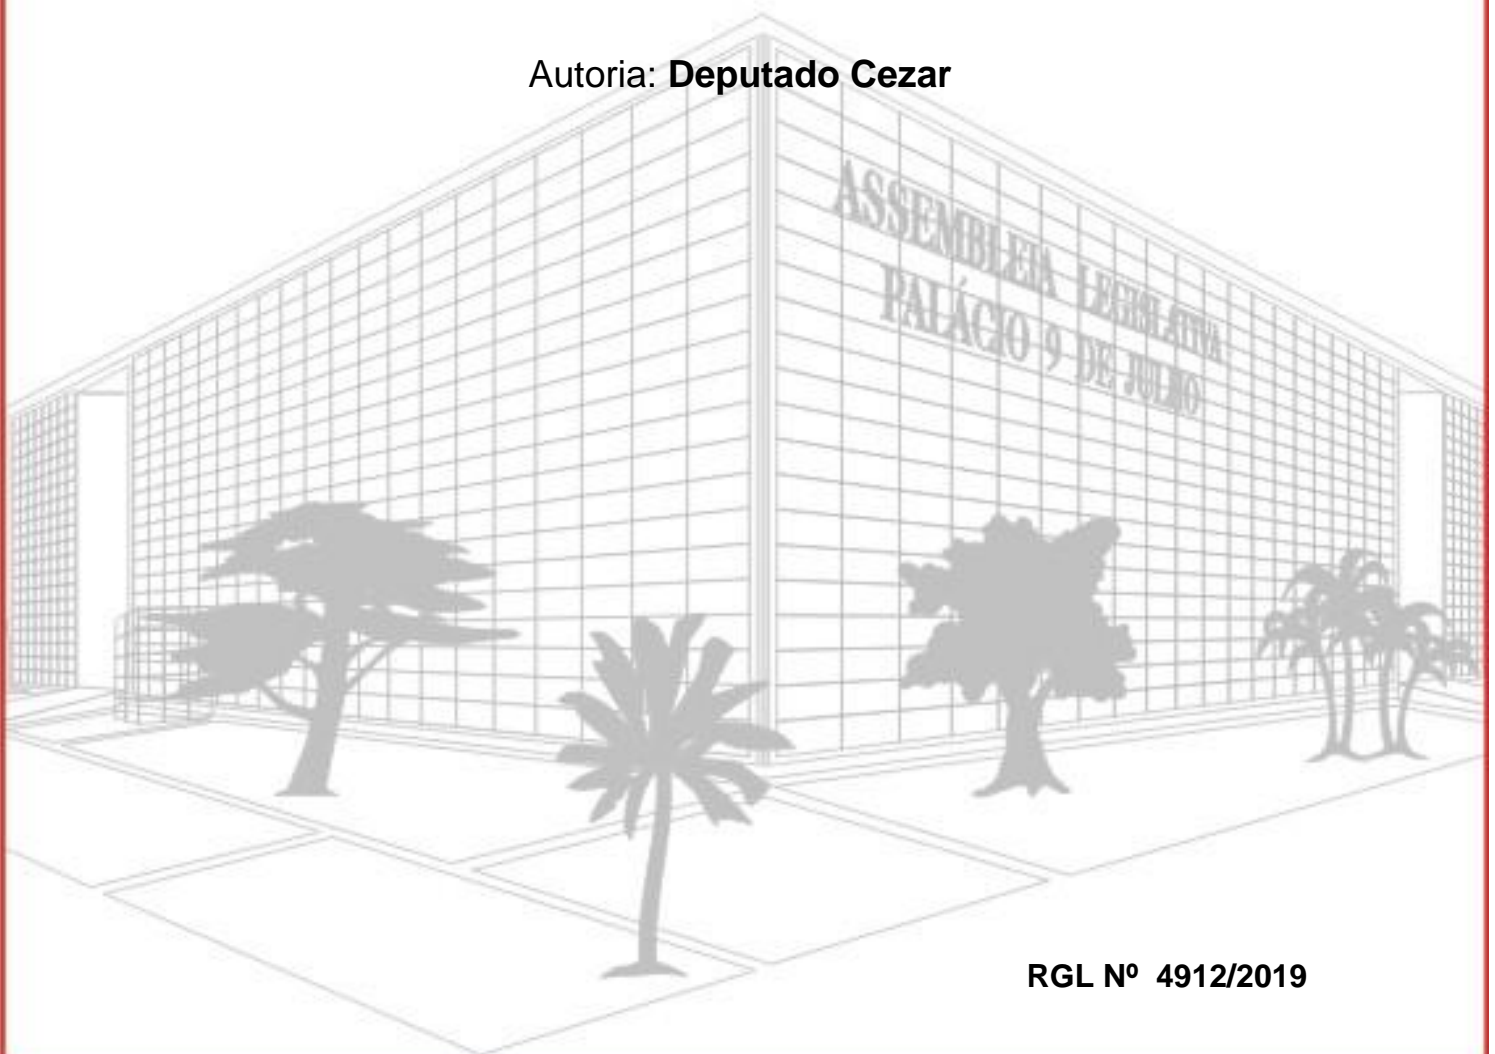 Autoria: Deputado Cezar
ASSEMBLEIA LEGISLATIVA
PALÁCIO 9 DE JULHO
RGL Nº 4912/2019